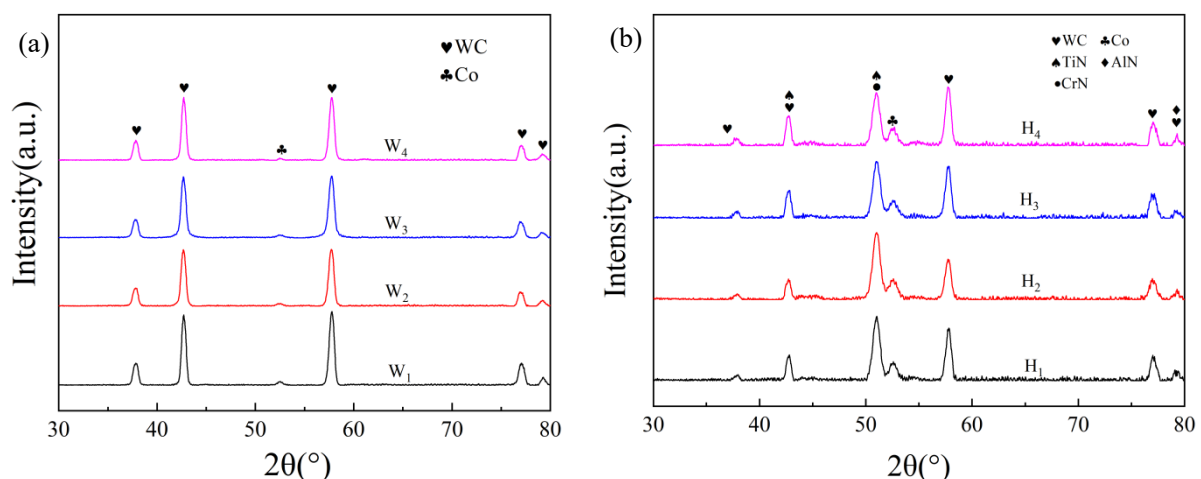 (a)
♥WC
♣Co
W₄
W₃
W₂
W₁
Intensity(a.u.)
30 40 50 60 70 80
2θ(°)
(b)
♥WC ♣Co
♠TiN ♦AlN
●CrN
H₄
H₃
H₂
H₁
Intensity(a.u.)
30 40 50 60 70 80
2θ(°)